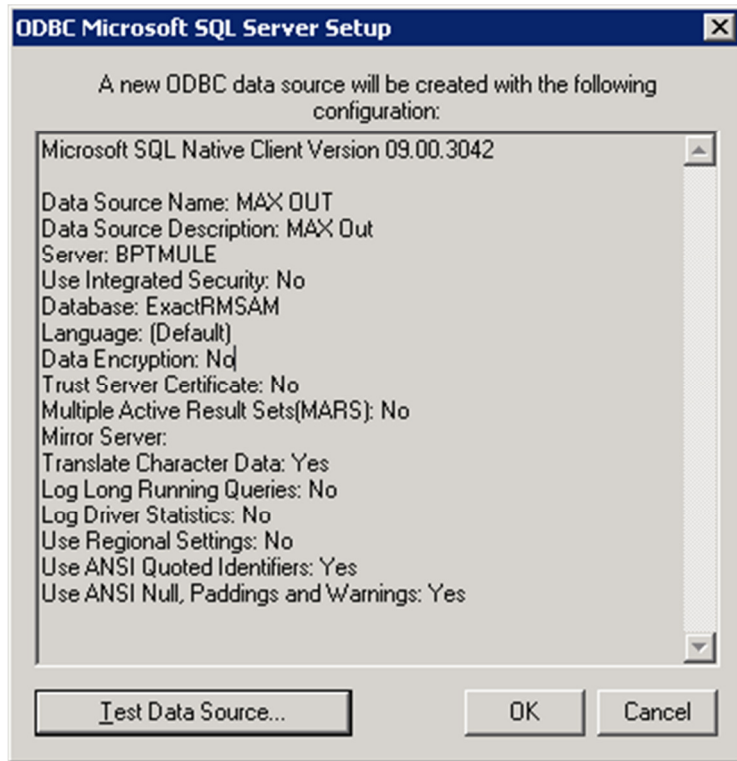 ODBC Microsoft SQL Server Setup
A new ODBC data source will be created with the following
configuration:
Microsoft SQL Native Client Version 09.00.3042
Data Source Name: MAX OUT
Data Source Description: MAX Out
Server: BPTMULE
Use Integrated Security: No
Database: ExactRMSAM
Language: (Default)
Data Encryption: No
Trust Server Certificate: No
Multiple Active Result Sets(MARS): No
Mirror Server:
Translate Character Data: Yes
Log Long Running Queries: No
Log Driver Statistics: No
Use Regional Settings: No
Use ANSI Quoted Identifiers: Yes
Use ANSI Null, Paddings and Warnings: Yes
Test Data Source... OK Cancel